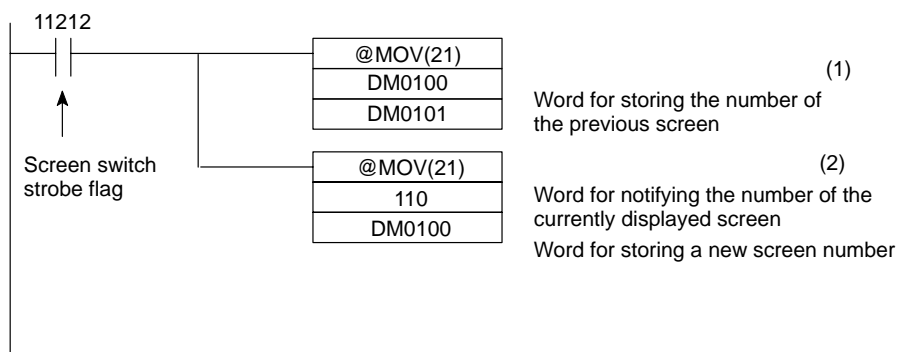 11212
@MOV(21)
DM0100
DM0101
(1)
Word for storing the number of
the previous screen
Screen switch
strobe flag
@MOV(21)
110
DM0100
(2)
Word for notifying the number of the
currently displayed screen
Word for storing a new screen number